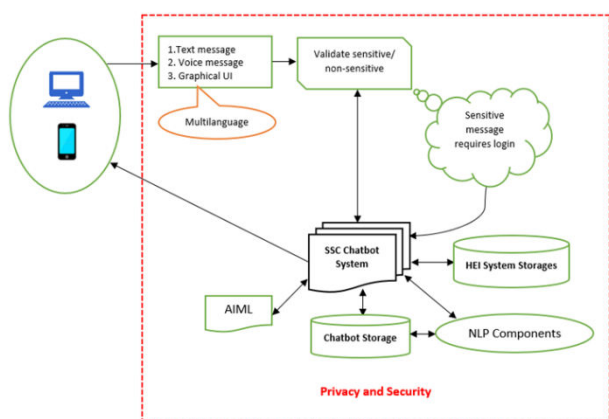 1.Text message
2. Voice message
3. Graphical UI
Multilanguage
Validate sensitive/
non-sensitive
Sensitive
message
requires login
SSC Chatbot
System
HEI System Storages
AIML
Chatbot Storage
NLP Components
Privacy and Security